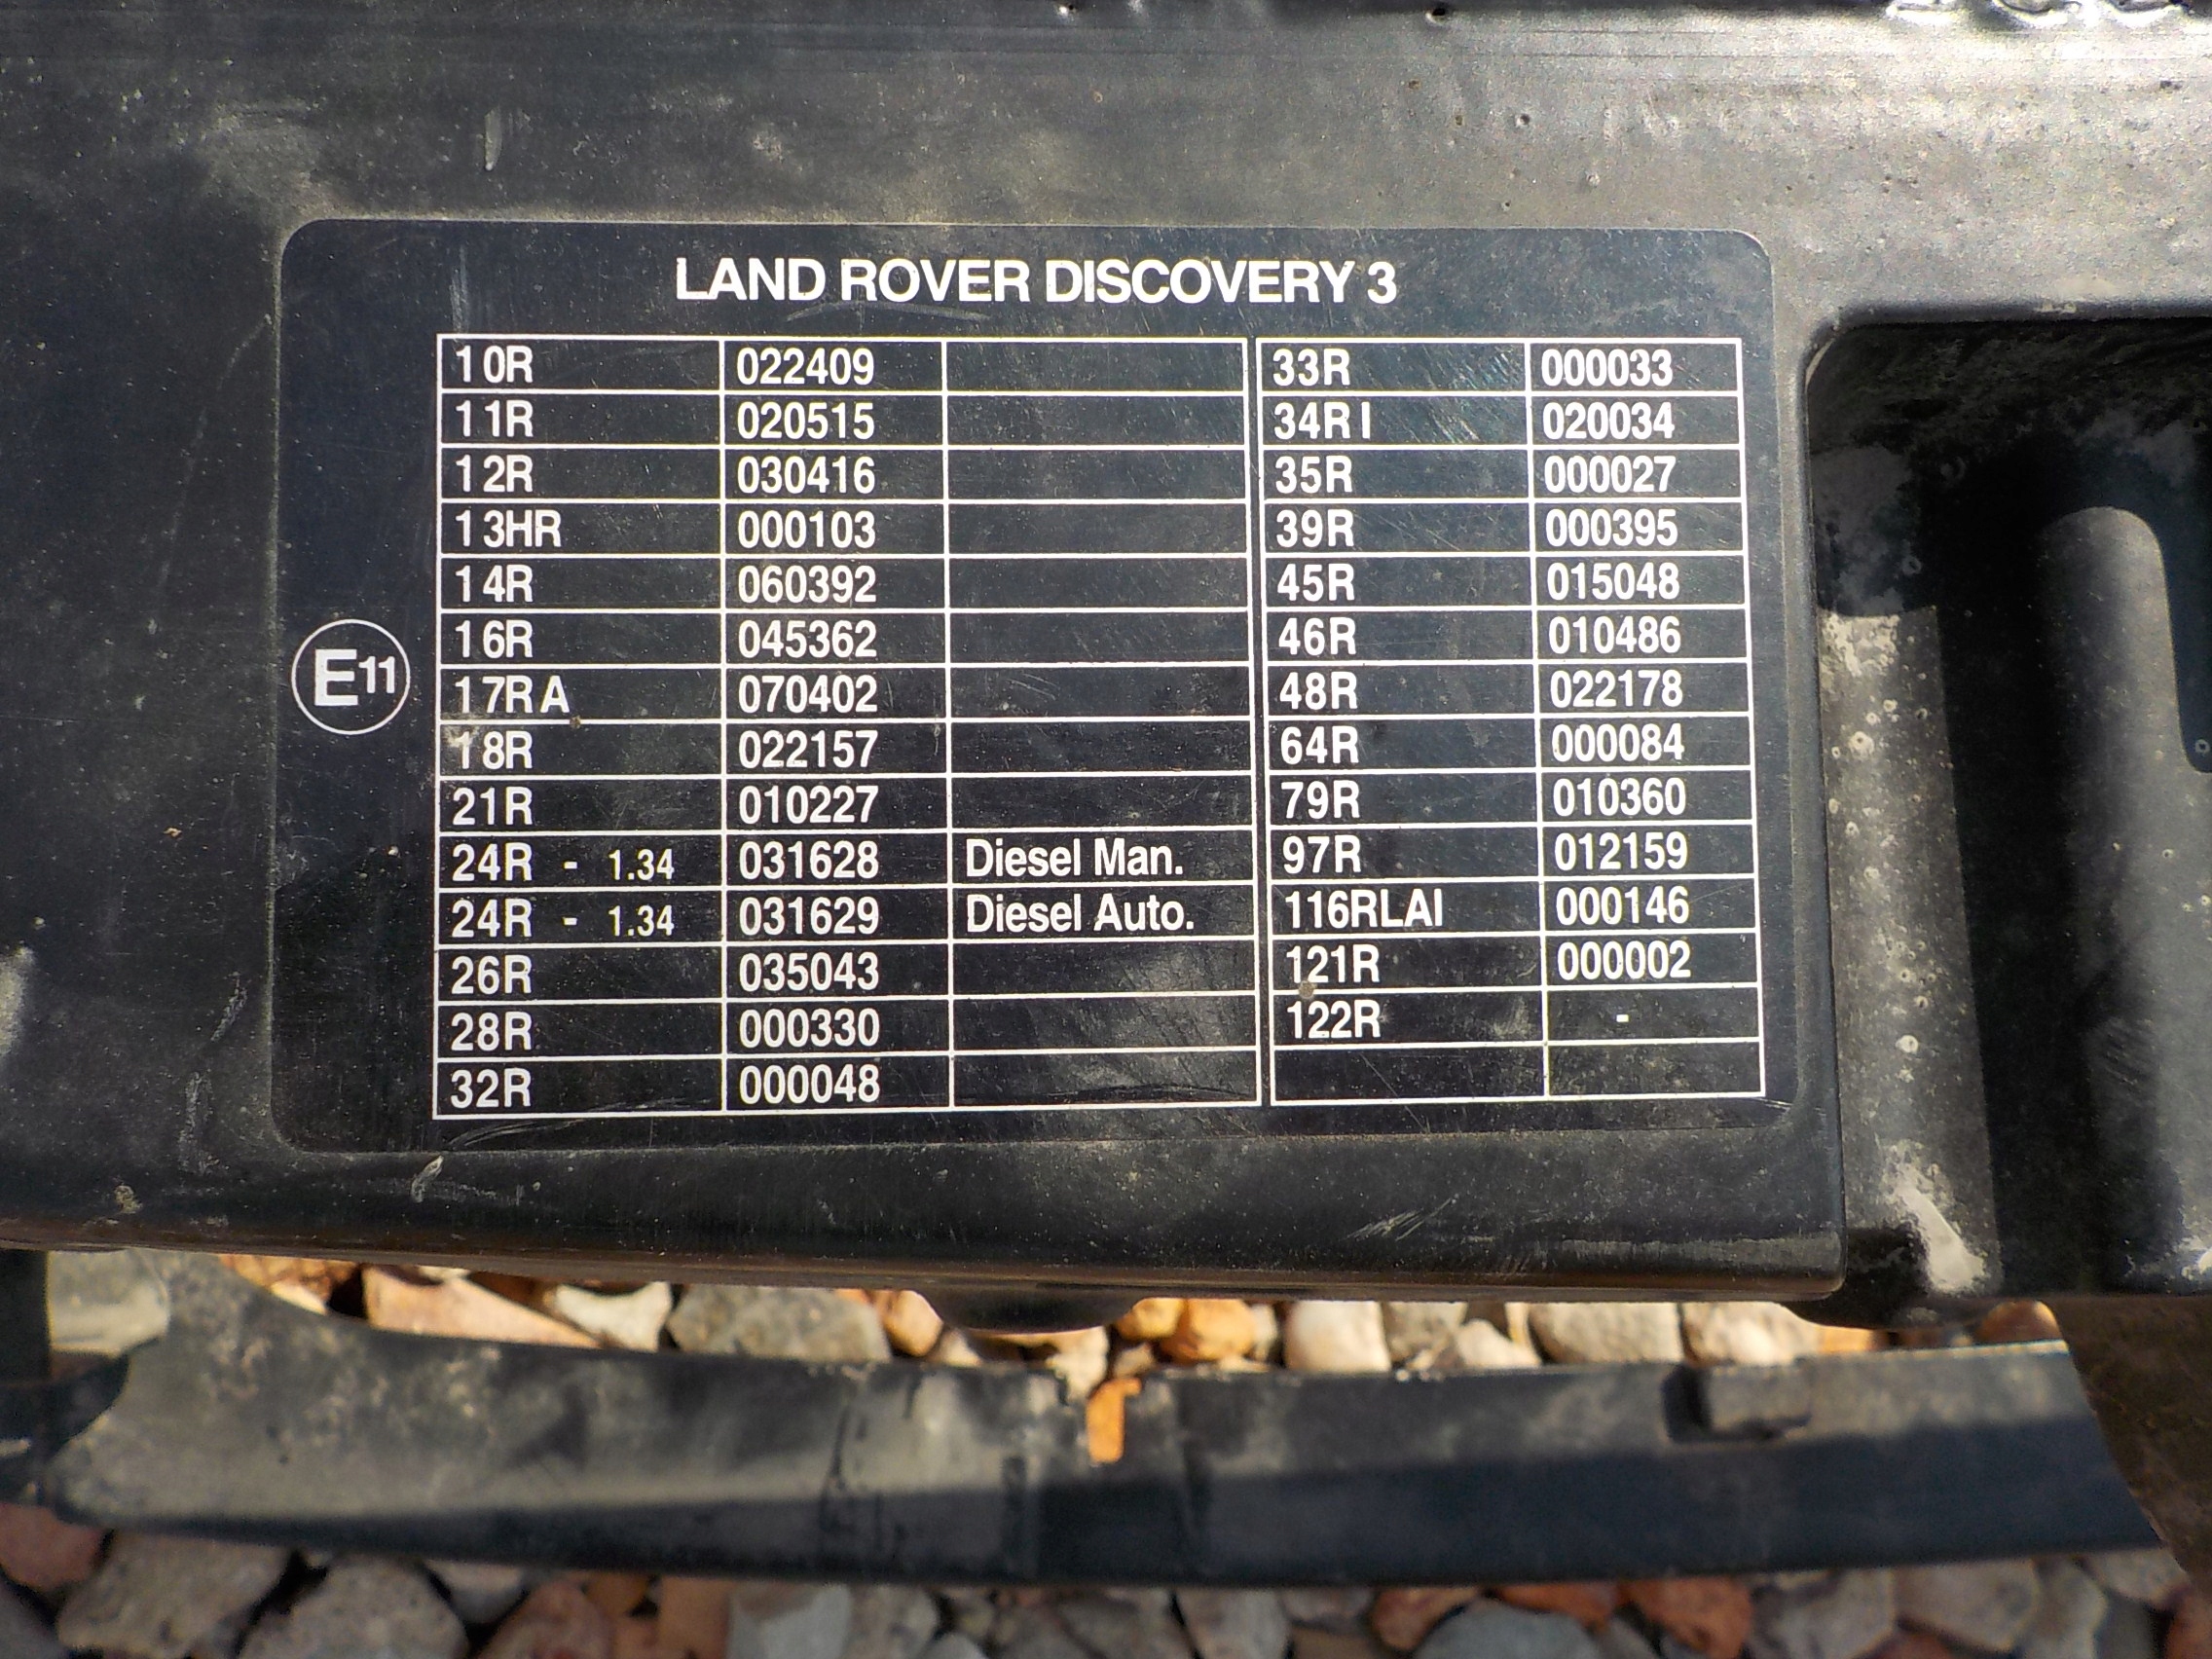 LAND ROVER DISCOVERY 3
E11
10R 022409
11R 020515
12R 030416
13HR 000103
14R 060392
16R 045362
17RA 070402
18R 022157
21R 010227
24R - 1.34 031628 Diesel Man.
24R - 1.34 031629 Diesel Auto.
26R 035043
28R 000330
32R 000048
33R 000033
34RI 020034
35R 000027
39R 000395
45R 015048
46R 010486
48R 022178
64R 000084
79R 010360
97R 012159
116RLAI 000146
121R 000002
122R -